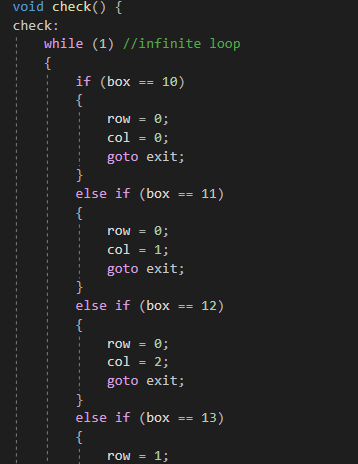 void check() {
check:
while (1) //infinite loop
{
if (box == 10)
{
row = 0;
col = 0;
goto exit;
}
else if (box == 11)
{
row = 0;
col = 1;
goto exit;
}
else if (box == 12)
{
row = 0;
col = 2;
goto exit;
}
else if (box == 13)
{
row = 1;